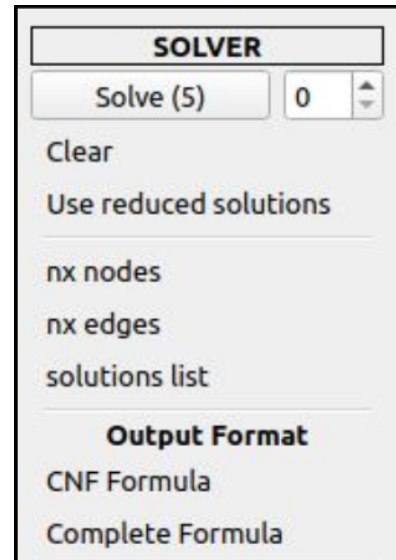 SOLVER
Solve (5) 0
Clear
Use reduced solutions
nx nodes
nx edges
solutions list
Output Format
CNF Formula
Complete Formula